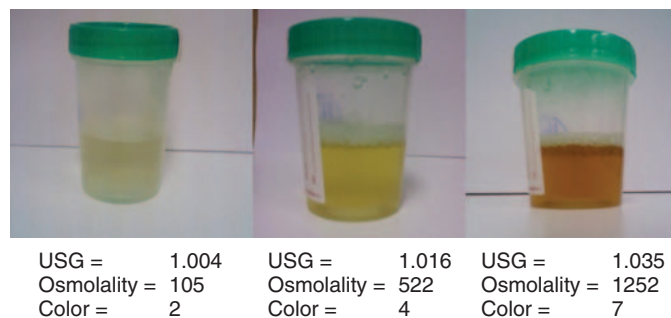 USG = 1.004
Osmolality = 105
Color = 2
USG = 1.016
Osmolality = 522
Color = 4
USG = 1.035
Osmolality = 1252
Color = 7